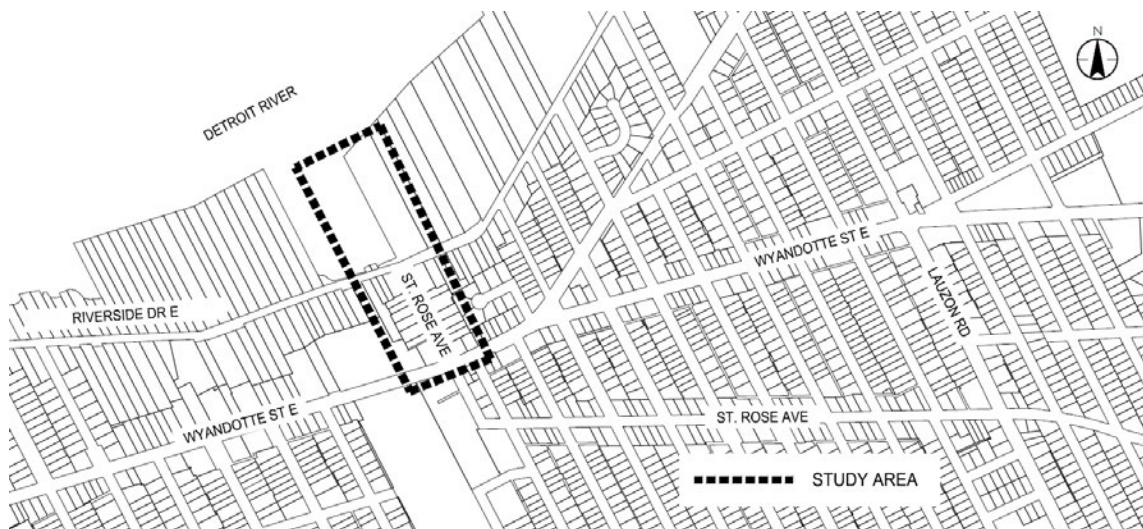 N
DETROIT RIVER
WYANDOTTE ST E
ST. ROSE AVE
LAUZON RD
RIVERSIDE DR E
ST. ROSE AVE
WYANDOTTE ST E
STUDY AREA